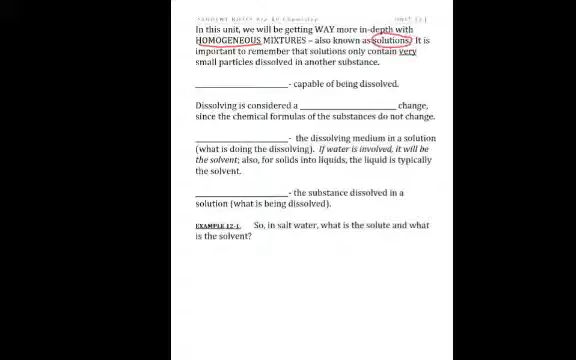 In this unit, we will be getting WAY more in-depth with
HOMOGENEOUS MIXTURES – also known as solutions. It is
important to remember that solutions only contain very
small particles dissolved in another substance.
______________________- capable of being dissolved.
Dissolving is considered a ______________________ change,
since the chemical formulas of the substances do not change.
______________________- the dissolving medium in a solution
(what is doing the dissolving). If water is involved, it will be
the solvent; also, for solids into liquids, the liquid is typically
the solvent.
______________________- the substance dissolved in a
solution (what is being dissolved).
EXAMPLE 12-1. So, in salt water, what is the solute and what
is the solvent?